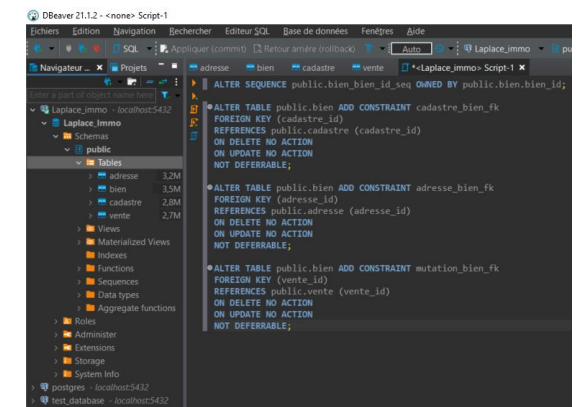 DBeaver 21.1.2 - <none> Script-1
Fichiers Edition Navigation Rechercher Editeur SQL Base de données Fenêtres Aide
SQL Appliquer (commit) Retour arrière (rollback) Auto Laplace_immo pu
Navigateur ... Projets adresse bien cadastre vente *<Laplace_immo> Script-1
Enter a part of object name here
Laplace_immo - localhost:5432
Laplace_Immo
Schemas
public
Tables
adresse 3,2M
bien 3,5M
cadastre 2,8M
vente 2,7M
Views
Materialized Views
Indexes
Functions
Sequences
Data types
Aggregate functions
Roles
Administer
Extensions
Storage
System Info
postgres - localhost:5432
test_database - localhost:5432
ALTER SEQUENCE public.bien_bien_id_seq OWNED BY public.bien.bien_id;
ALTER TABLE public.bien ADD CONSTRAINT cadastre_bien_fk
FOREIGN KEY (cadastre_id)
REFERENCES public.cadastre (cadastre_id)
ON DELETE NO ACTION
ON UPDATE NO ACTION
NOT DEFERRABLE;
ALTER TABLE public.bien ADD CONSTRAINT adresse_bien_fk
FOREIGN KEY (adresse_id)
REFERENCES public.adresse (adresse_id)
ON DELETE NO ACTION
ON UPDATE NO ACTION
NOT DEFERRABLE;
ALTER TABLE public.bien ADD CONSTRAINT mutation_bien_fk
FOREIGN KEY (vente_id)
REFERENCES public.vente (vente_id)
ON DELETE NO ACTION
ON UPDATE NO ACTION
NOT DEFERRABLE;